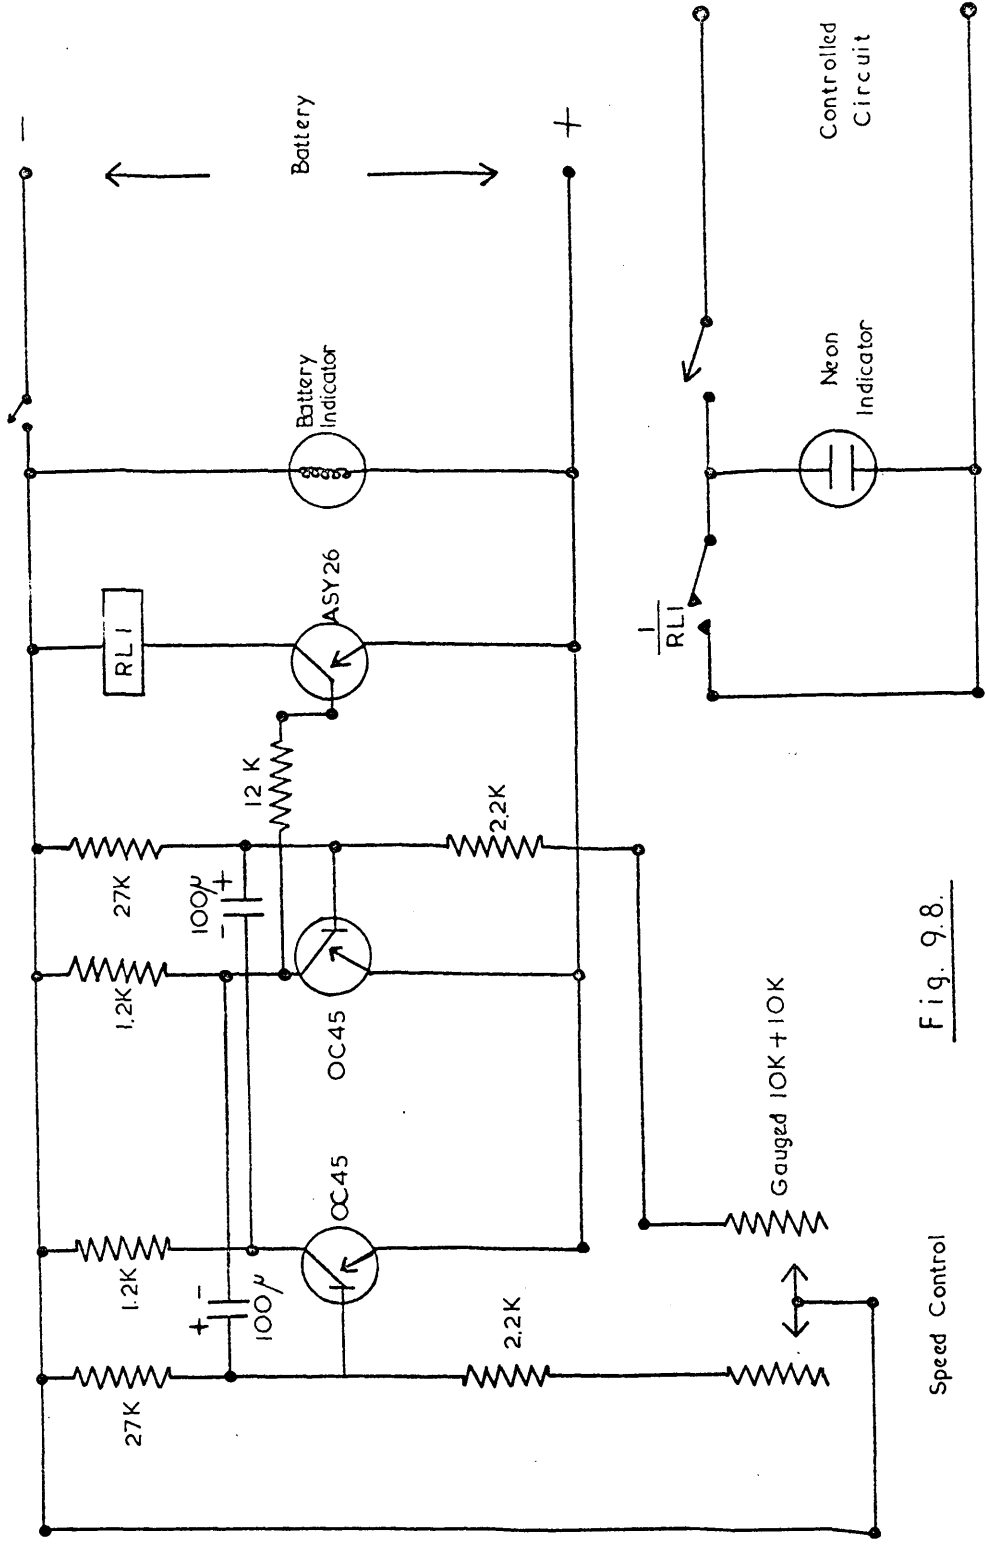 27K
1.2K
1.2K
27K
RL1
-
+ -
100μ
100μ
- +
12 K
OC45
OC45
ASY26
Battery
Indicator
Battery
+
2.2K
2.2K
1
RL1
Neon
Indicator
Controlled
Circuit
Gauged 10K + 10K
Speed Control
Fig. 9.8.